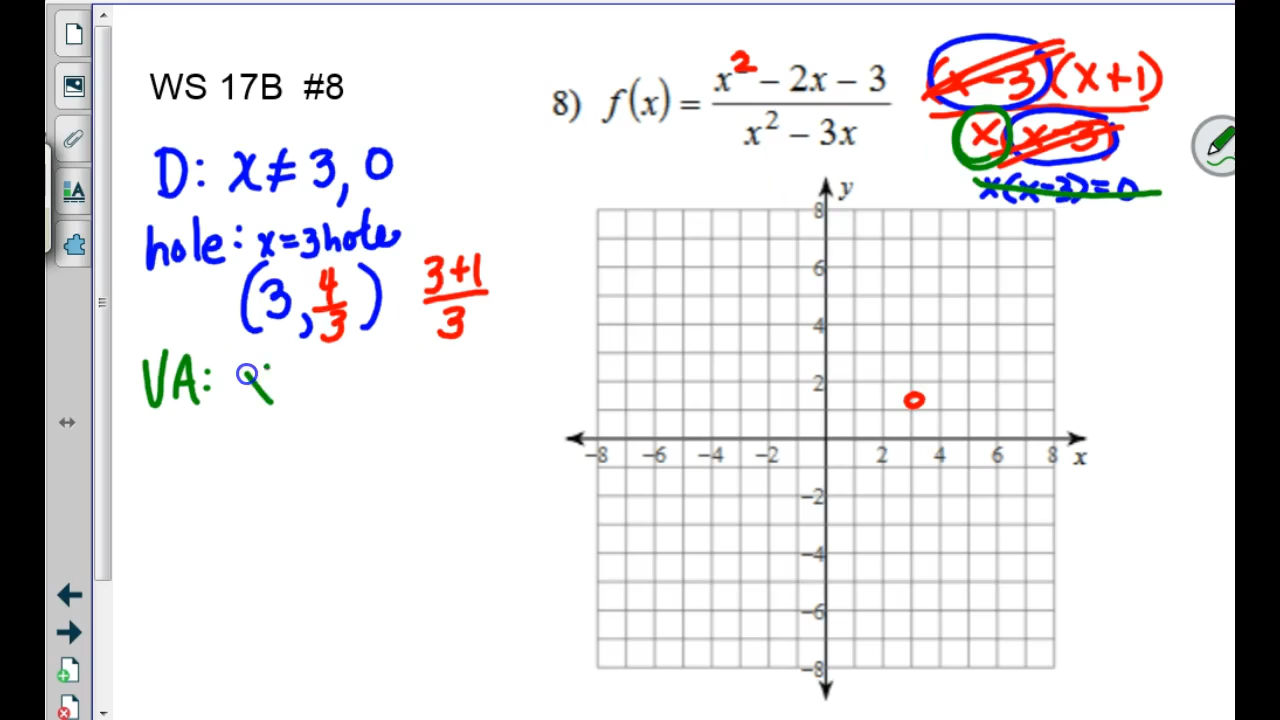 WS 17B #8
8) f(x) = x² − 2x − 3 / x² − 3x
(x−3)(x+1)
x(x−3)
x(x−3)=0
D: x ≠ 3, 0
hole: x=3 hole
(3, 4/3) 3+1/3
VA:
y
8
6
4
2
−8 −6 −4 −2 2 4 6 8 x
−2
−4
−6
−8